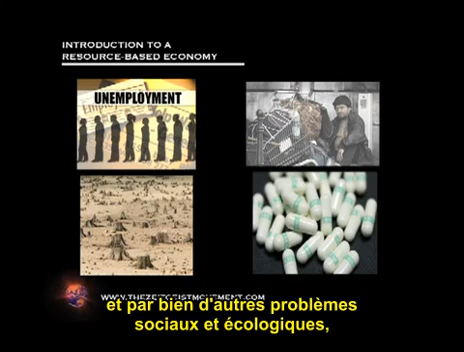 INTRODUCTION TO A
RESOURCE-BASED ECONOMY
UNEMPLOYMENT
WWW.THEZEITGEISTMOVEMENT.COM
et par bien d'autres problèmes
sociaux et écologiques,